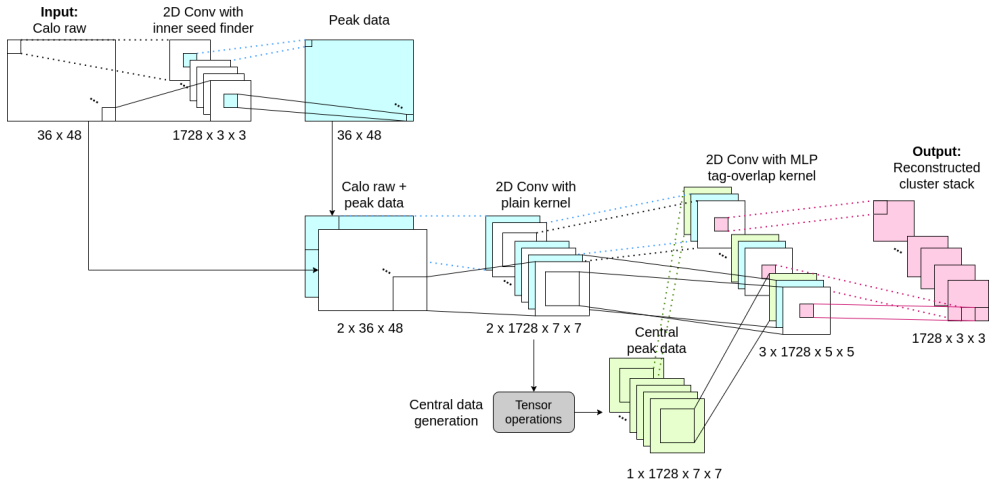 Input:
Calo raw
2D Conv with
inner seed finder
Peak data
36 x 48
1728 x 3 x 3
36 x 48
Calo raw +
peak data
2D Conv with
plain kernel
2D Conv with MLP
tag-overlap kernel
Output:
Reconstructed
cluster stack
2 x 36 x 48
2 x 1728 x 7 x 7
Central
peak data
3 x 1728 x 5 x 5
1728 x 3 x 3
Central data
generation
Tensor
operations
1 x 1728 x 7 x 7